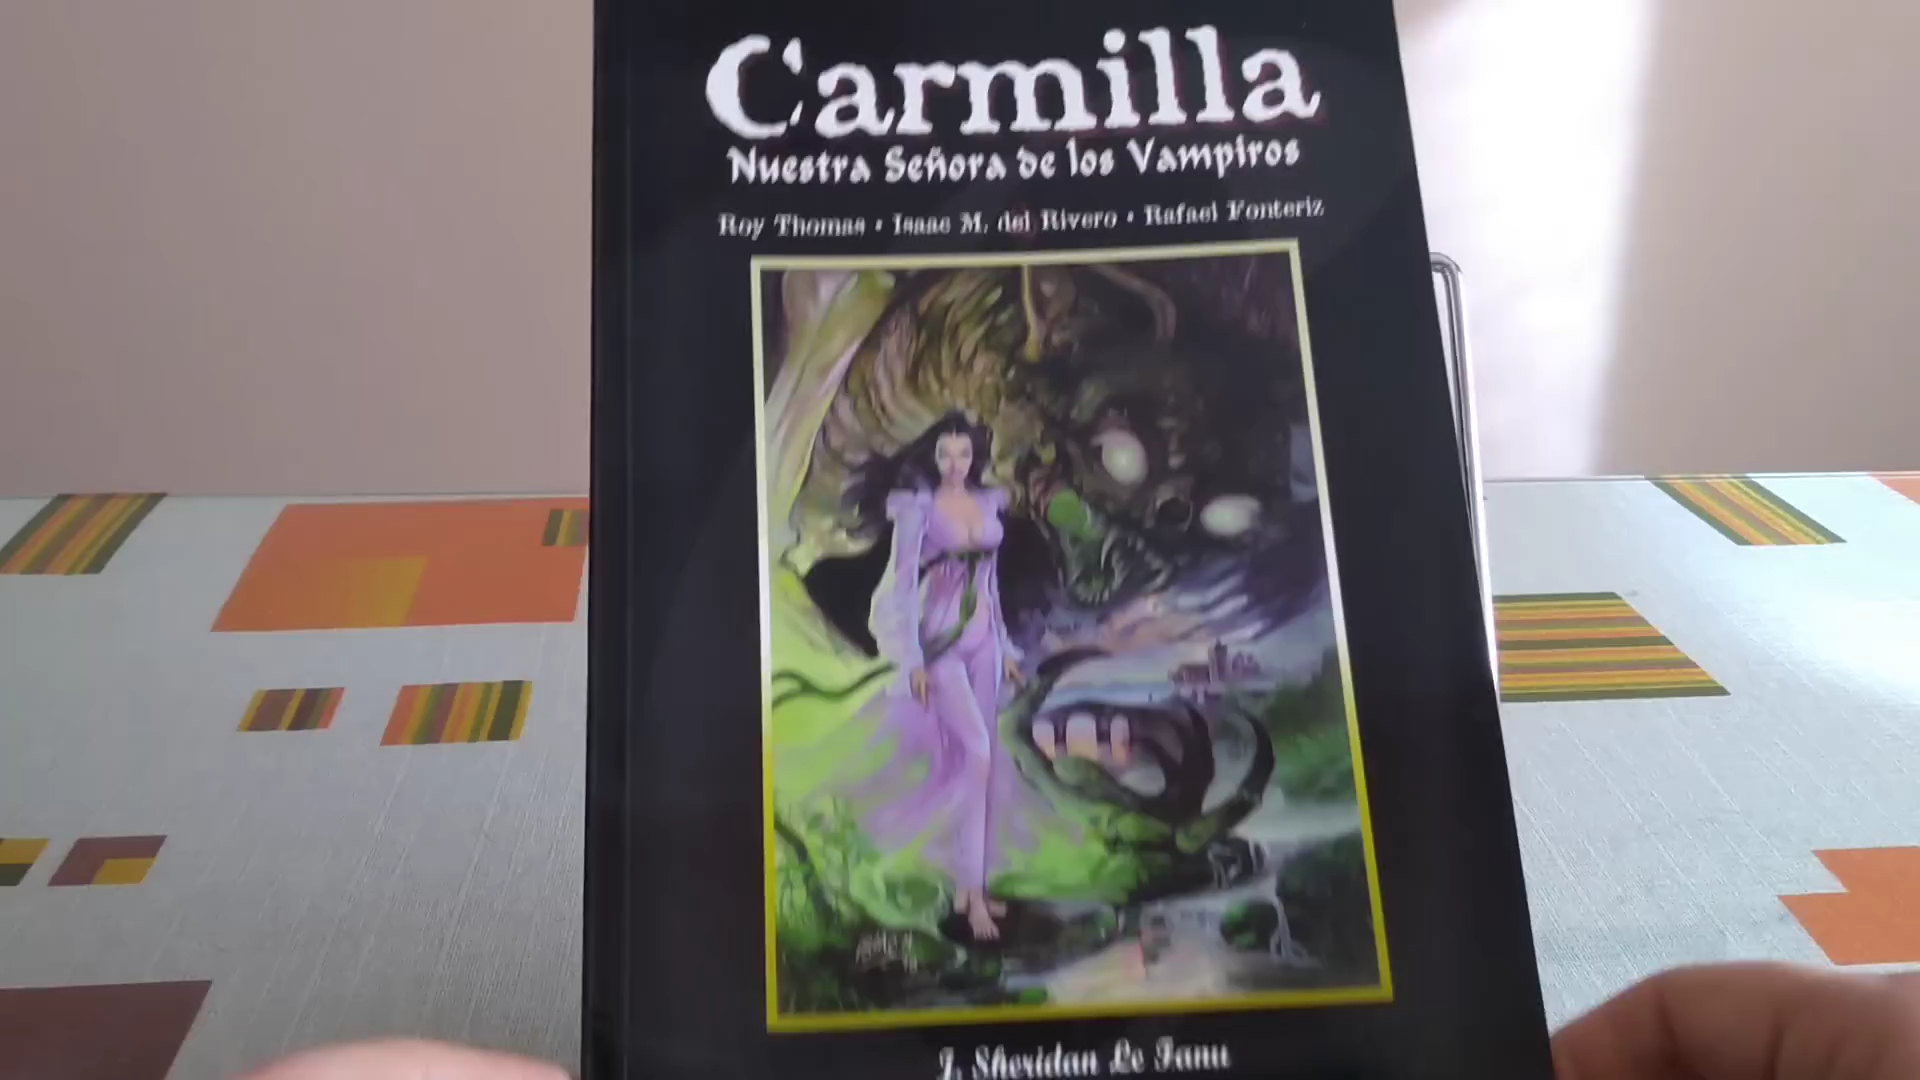 Carmilla
Nuestra Señora de los Vampiros
Roy Thomas • Isaac M. del Rivero • Rafael Fonteriz
J. Sheridan Le Fanu